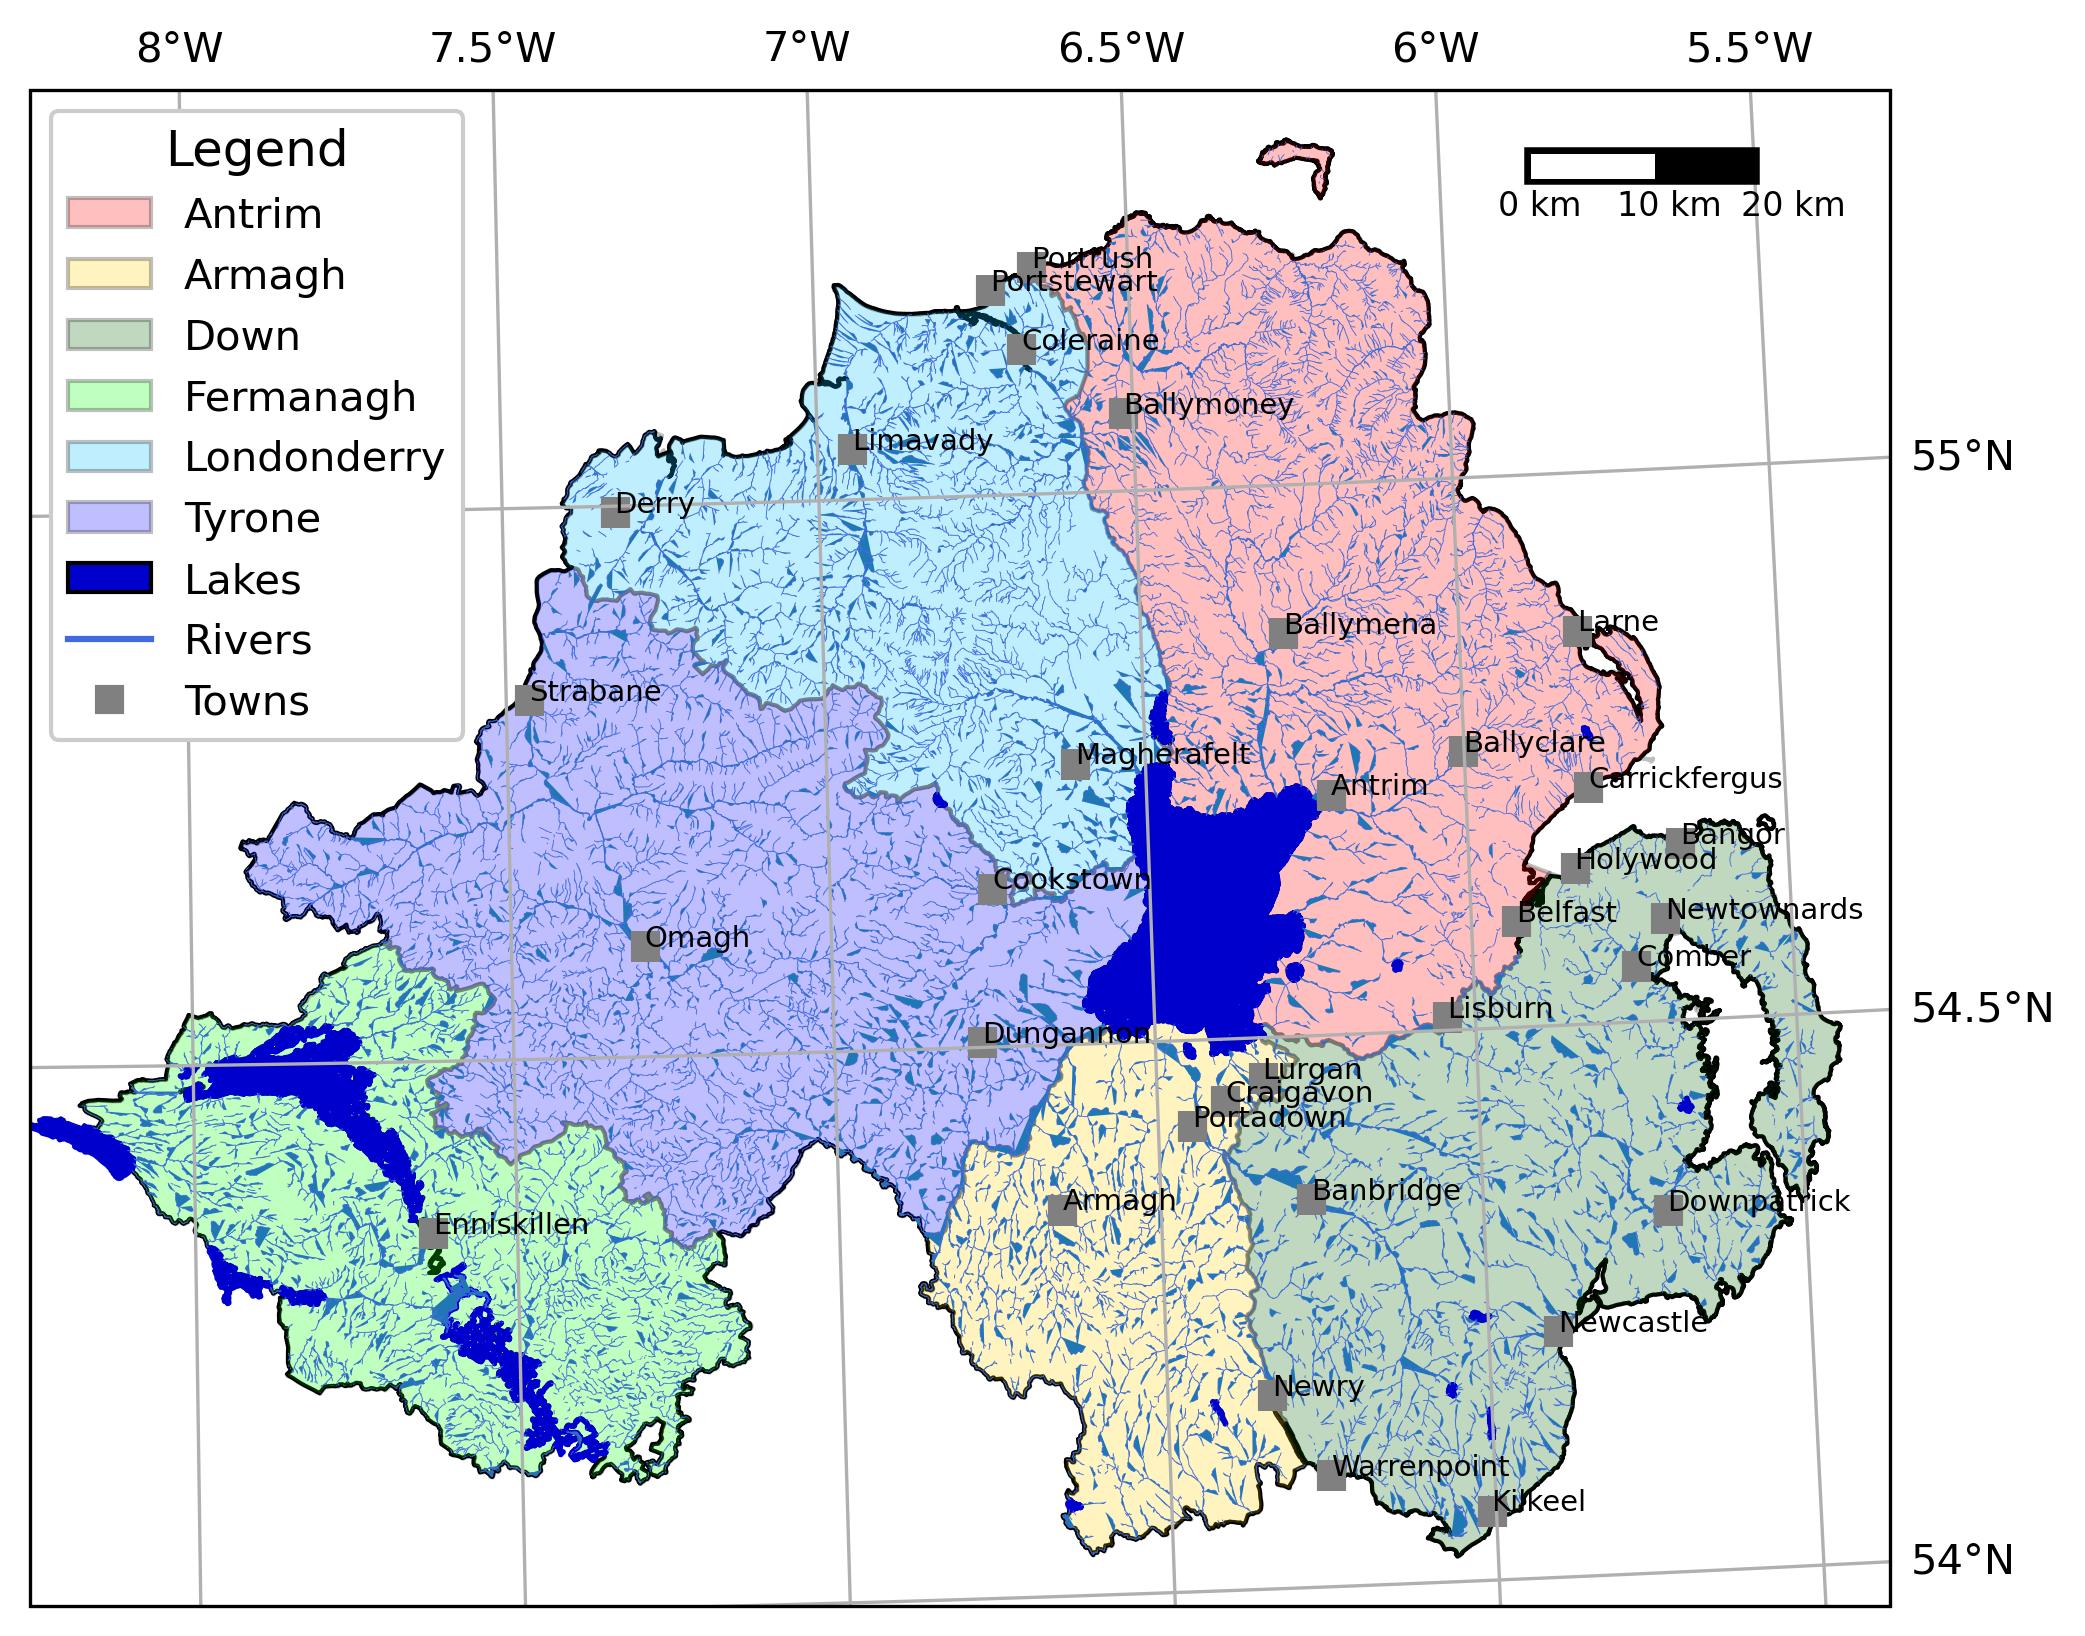 8°W 7.5°W 7°W 6.5°W 6°W 5.5°W
Legend
Antrim
Armagh
Down
Fermanagh
Londonderry
Tyrone
Lakes
Rivers
Towns
0 km 10 km 20 km
Portrush
Portstewart
Coleraine
Ballymoney
Limavady
55°N
Derry
Larne
Ballymena
Strabane
Ballyclare
Magherafelt
Carrickfergus
Antrim
Bangor
Holywood
Cookstown
Newtownards
Belfast
Omagh
Comber
Lisburn
54.5°N
Dungannon
Lurgan
Craigavon
Portadown
Banbridge
Armagh
Downpatrick
Enniskillen
Newcastle
Newry
Warrenpoint
Kilkeel
54°N